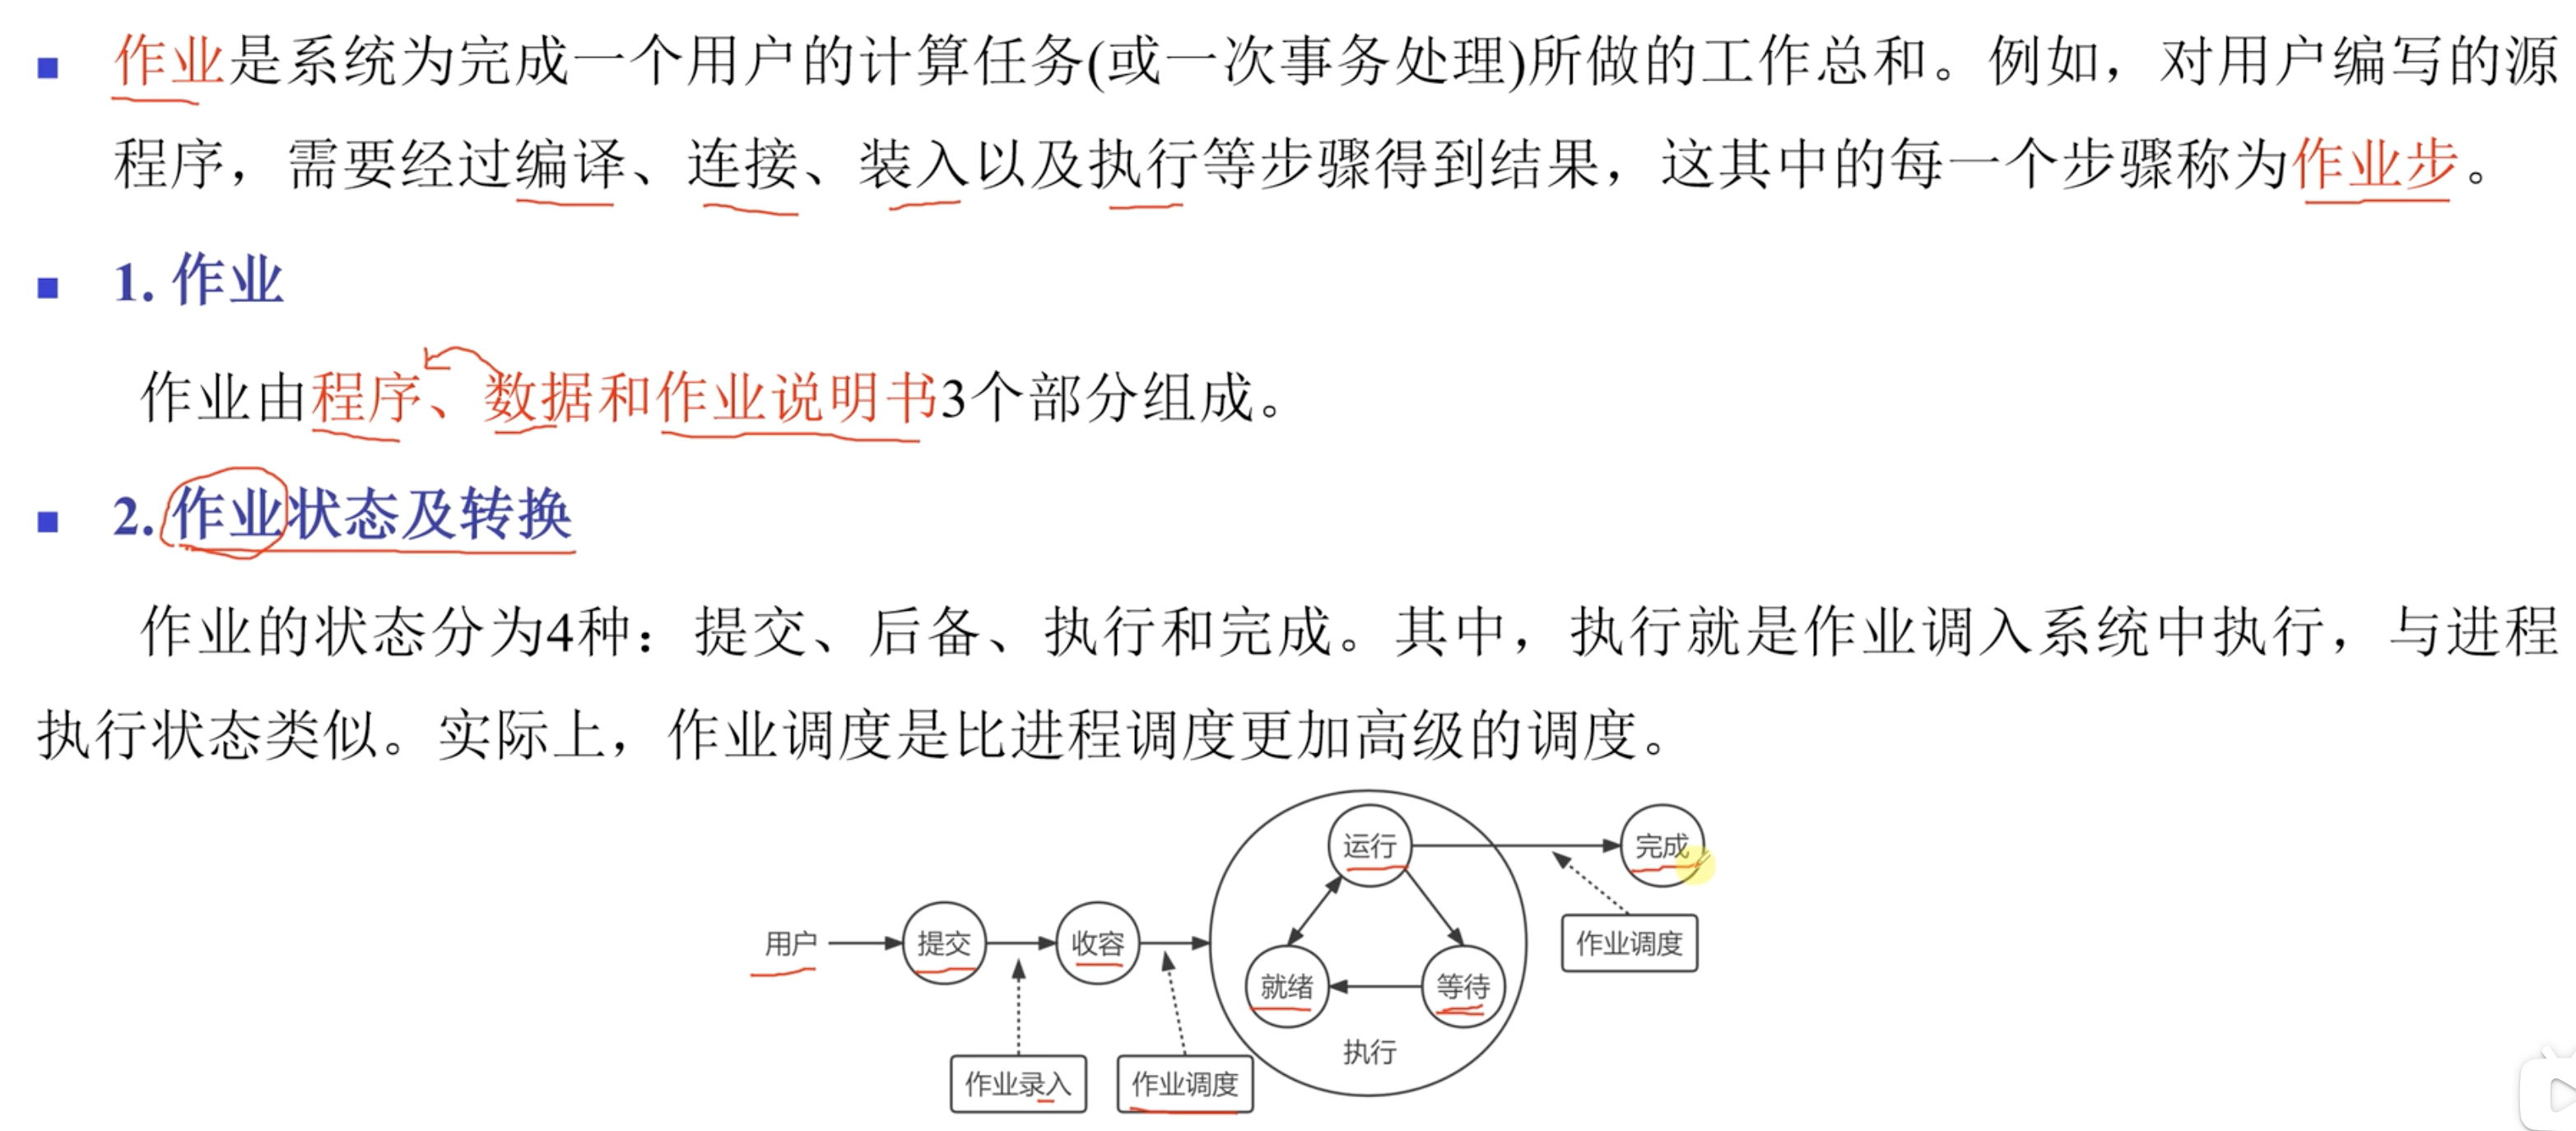 作业是系统为完成一个用户的计算任务(或一次事务处理)所做的工作总和。例如，对用户编写的源
程序，需要经过编译、连接、装入以及执行等步骤得到结果，这其中的每一个步骤称为作业步。
1. 作业
作业由程序、数据和作业说明书3个部分组成。
2. 作业状态及转换
作业的状态分为4种：提交、后备、执行和完成。其中，执行就是作业调入系统中执行，与进程
执行状态类似。实际上，作业调度是比进程调度更加高级的调度。
运行
完成
用户
提交
收容
作业调度
就绪
等待
执行
作业录入
作业调度